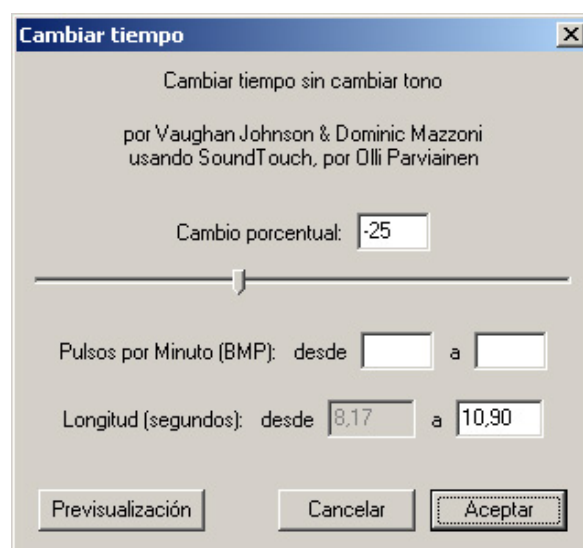 Cambiar tiempo
Cambiar tiempo sin cambiar tono
por Vaughan Johnson & Dominic Mazzoni
usando SoundTouch, por Olli Parviainen
Cambio porcentual: -25
Pulsos por Minuto (BMP): desde a
Longitud (segundos): desde 8,17 a 10,90
Previsualización Cancelar Aceptar